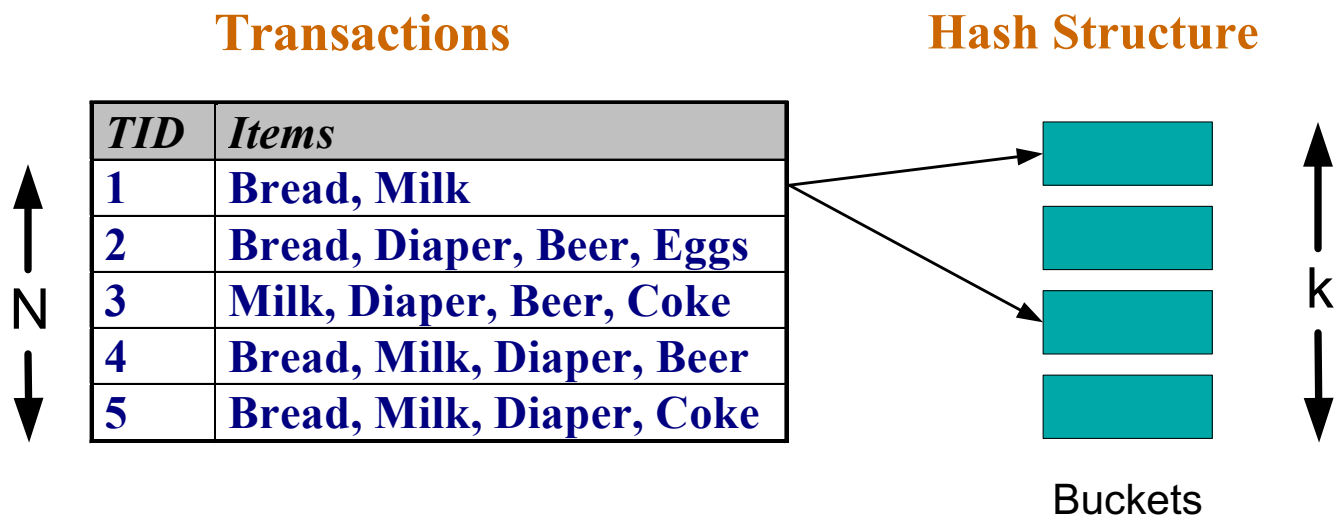 Transactions
Hash Structure
TID Items
1 Bread, Milk
2 Bread, Diaper, Beer, Eggs
3 Milk, Diaper, Beer, Coke
4 Bread, Milk, Diaper, Beer
5 Bread, Milk, Diaper, Coke
N
k
Buckets